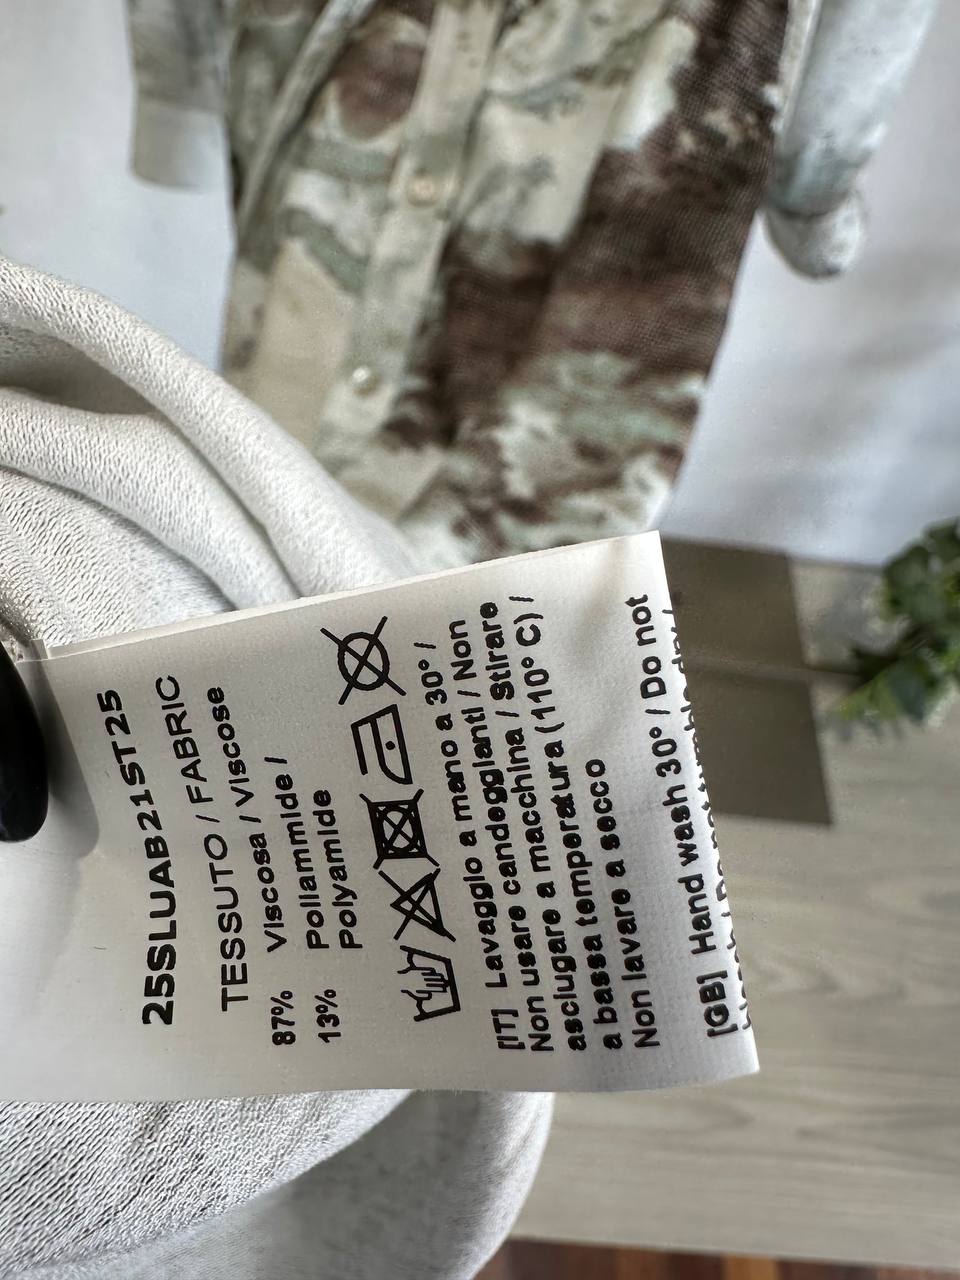 25SSLUAB21ST25
TESSUTO / FABRIC
87% Viscosa / Viscose
13% Poliammide /
Polyamide
[IT] Lavaggio a mano a 30° /
Non usare candeggianti / Non
asciugare a macchina / Stirare
a bassa temperatura (110° C) /
Non lavare a secco
[GB] Hand wash 30° / Do not